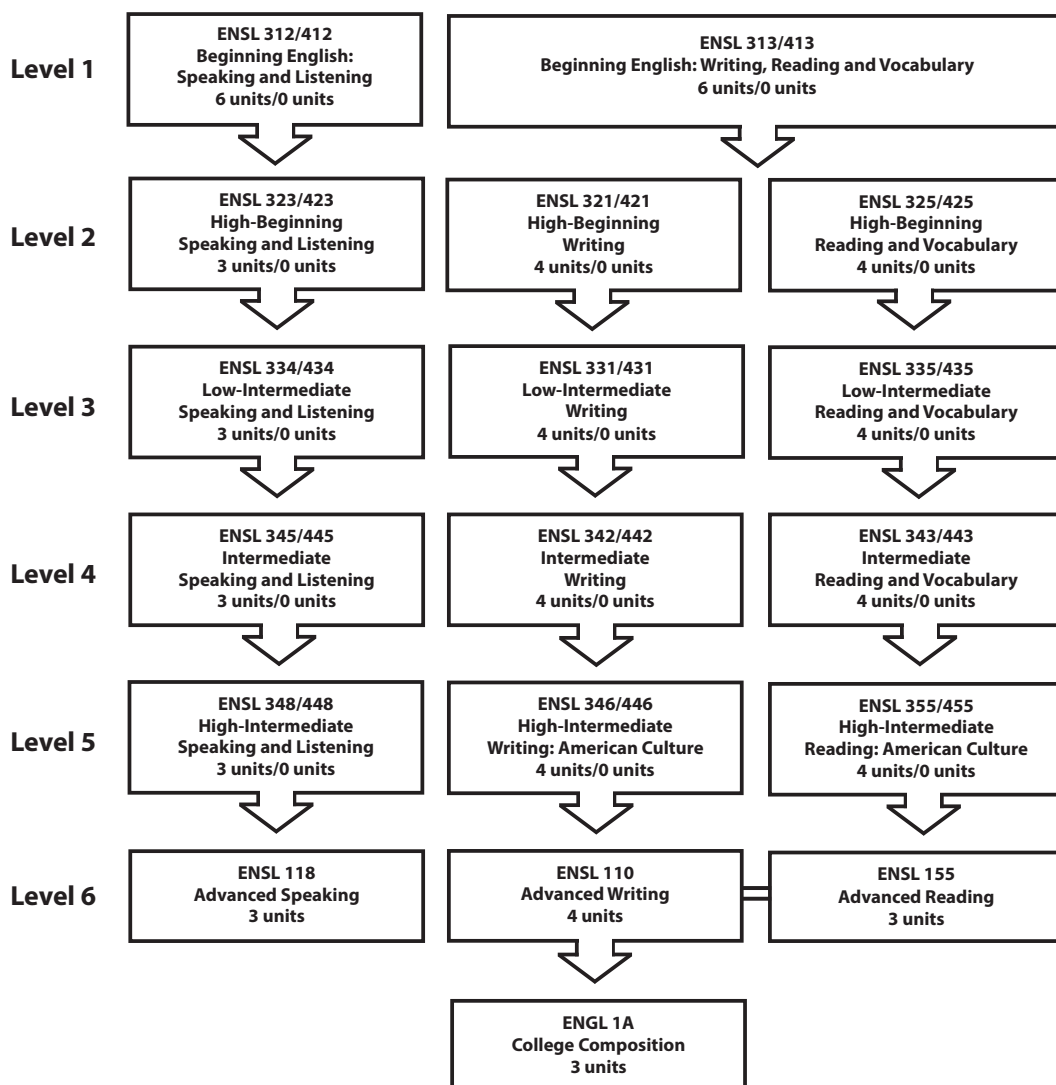 Level 1
ENSL 312/412
Beginning English:
Speaking and Listening
6 units/0 units
ENSL 313/413
Beginning English: Writing, Reading and Vocabulary
6 units/0 units
Level 2
ENSL 323/423
High-Beginning
Speaking and Listening
3 units/0 units
ENSL 321/421
High-Beginning
Writing
4 units/0 units
ENSL 325/425
High-Beginning
Reading and Vocabulary
4 units/0 units
Level 3
ENSL 334/434
Low-Intermediate
Speaking and Listening
3 units/0 units
ENSL 331/431
Low-Intermediate
Writing
4 units/0 units
ENSL 335/435
Low-Intermediate
Reading and Vocabulary
4 units/0 units
Level 4
ENSL 345/445
Intermediate
Speaking and Listening
3 units/0 units
ENSL 342/442
Intermediate
Writing
4 units/0 units
ENSL 343/443
Intermediate
Reading and Vocabulary
4 units/0 units
Level 5
ENSL 348/448
High-Intermediate
Speaking and Listening
3 units/0 units
ENSL 346/446
High-Intermediate
Writing: American Culture
4 units/0 units
ENSL 355/455
High-Intermediate
Reading: American Culture
4 units/0 units
Level 6
ENSL 118
Advanced Speaking
3 units
ENSL 110
Advanced Writing
4 units
ENSL 155
Advanced Reading
3 units
ENGL 1A
College Composition
3 units